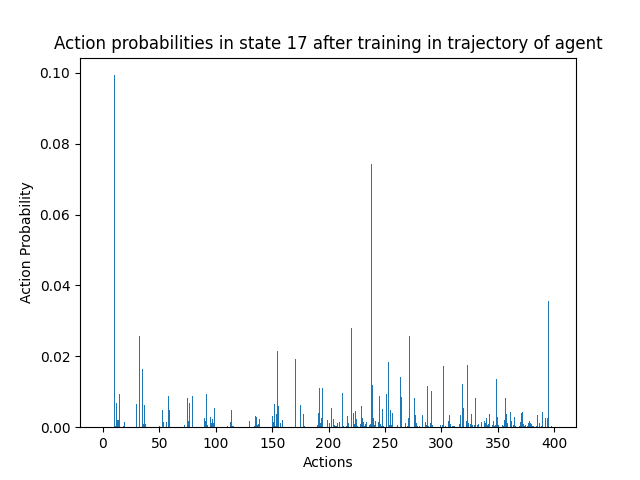 Action probabilities in state 17 after training in trajectory of agent
0.10
0.08
0.06
0.04
0.02
0.00
Action Probability
0 50 100 150 200 250 300 350 400
Actions